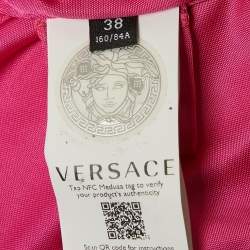 38
160/84A
VERSACE
Tap NFC Medusa tag to verify
your product's authenticity
Scan QR code for instructions